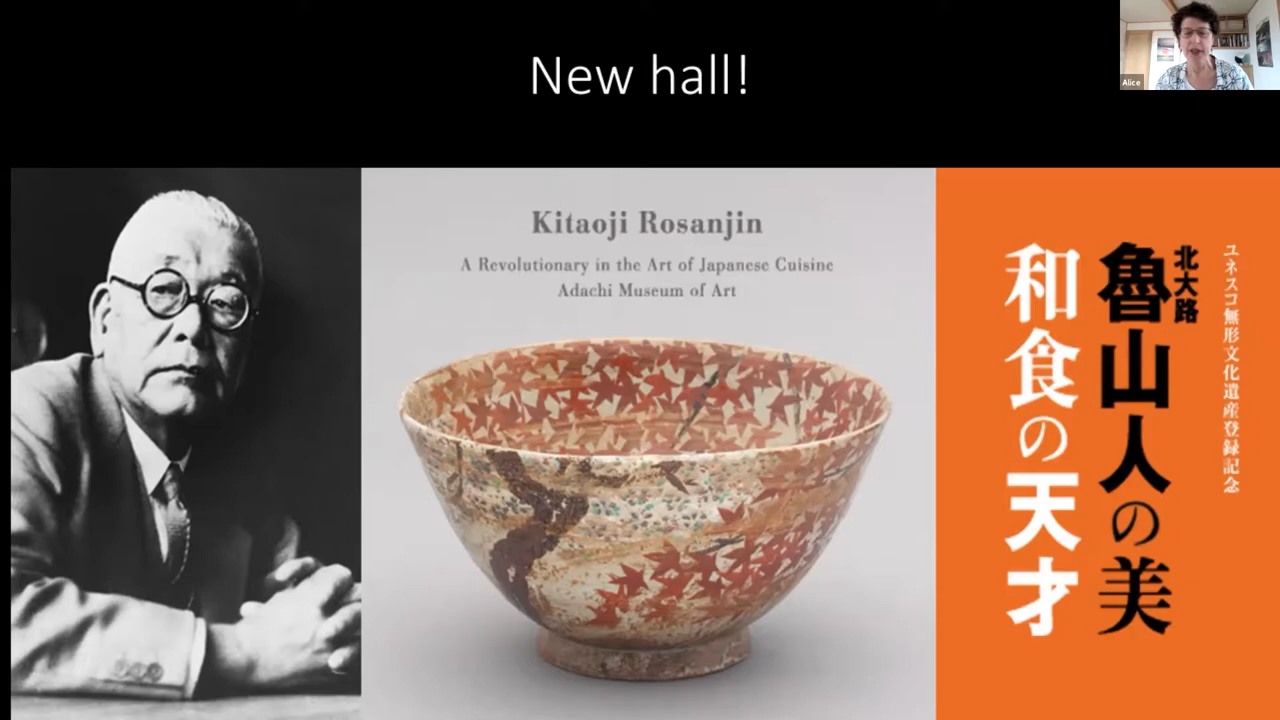 New hall!
Alice
Kitaoji Rosanjin
A Revolutionary in the Art of Japanese Cuisine
Adachi Museum of Art
ユネスコ無形文化遺産登録記念
北大路
魯山人の美
和食の天才